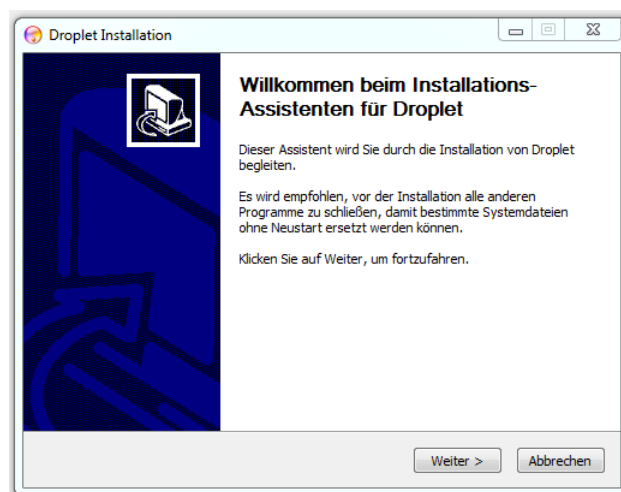 Droplet Installation
Willkommen beim Installations-
Assistenten für Droplet
Dieser Assistent wird Sie durch die Installation von Droplet
begleiten.
Es wird empfohlen, vor der Installation alle anderen
Programme zu schließen, damit bestimmte Systemdateien
ohne Neustart ersetzt werden können.
Klicken Sie auf Weiter, um fortzufahren.
Weiter >
Abbrechen